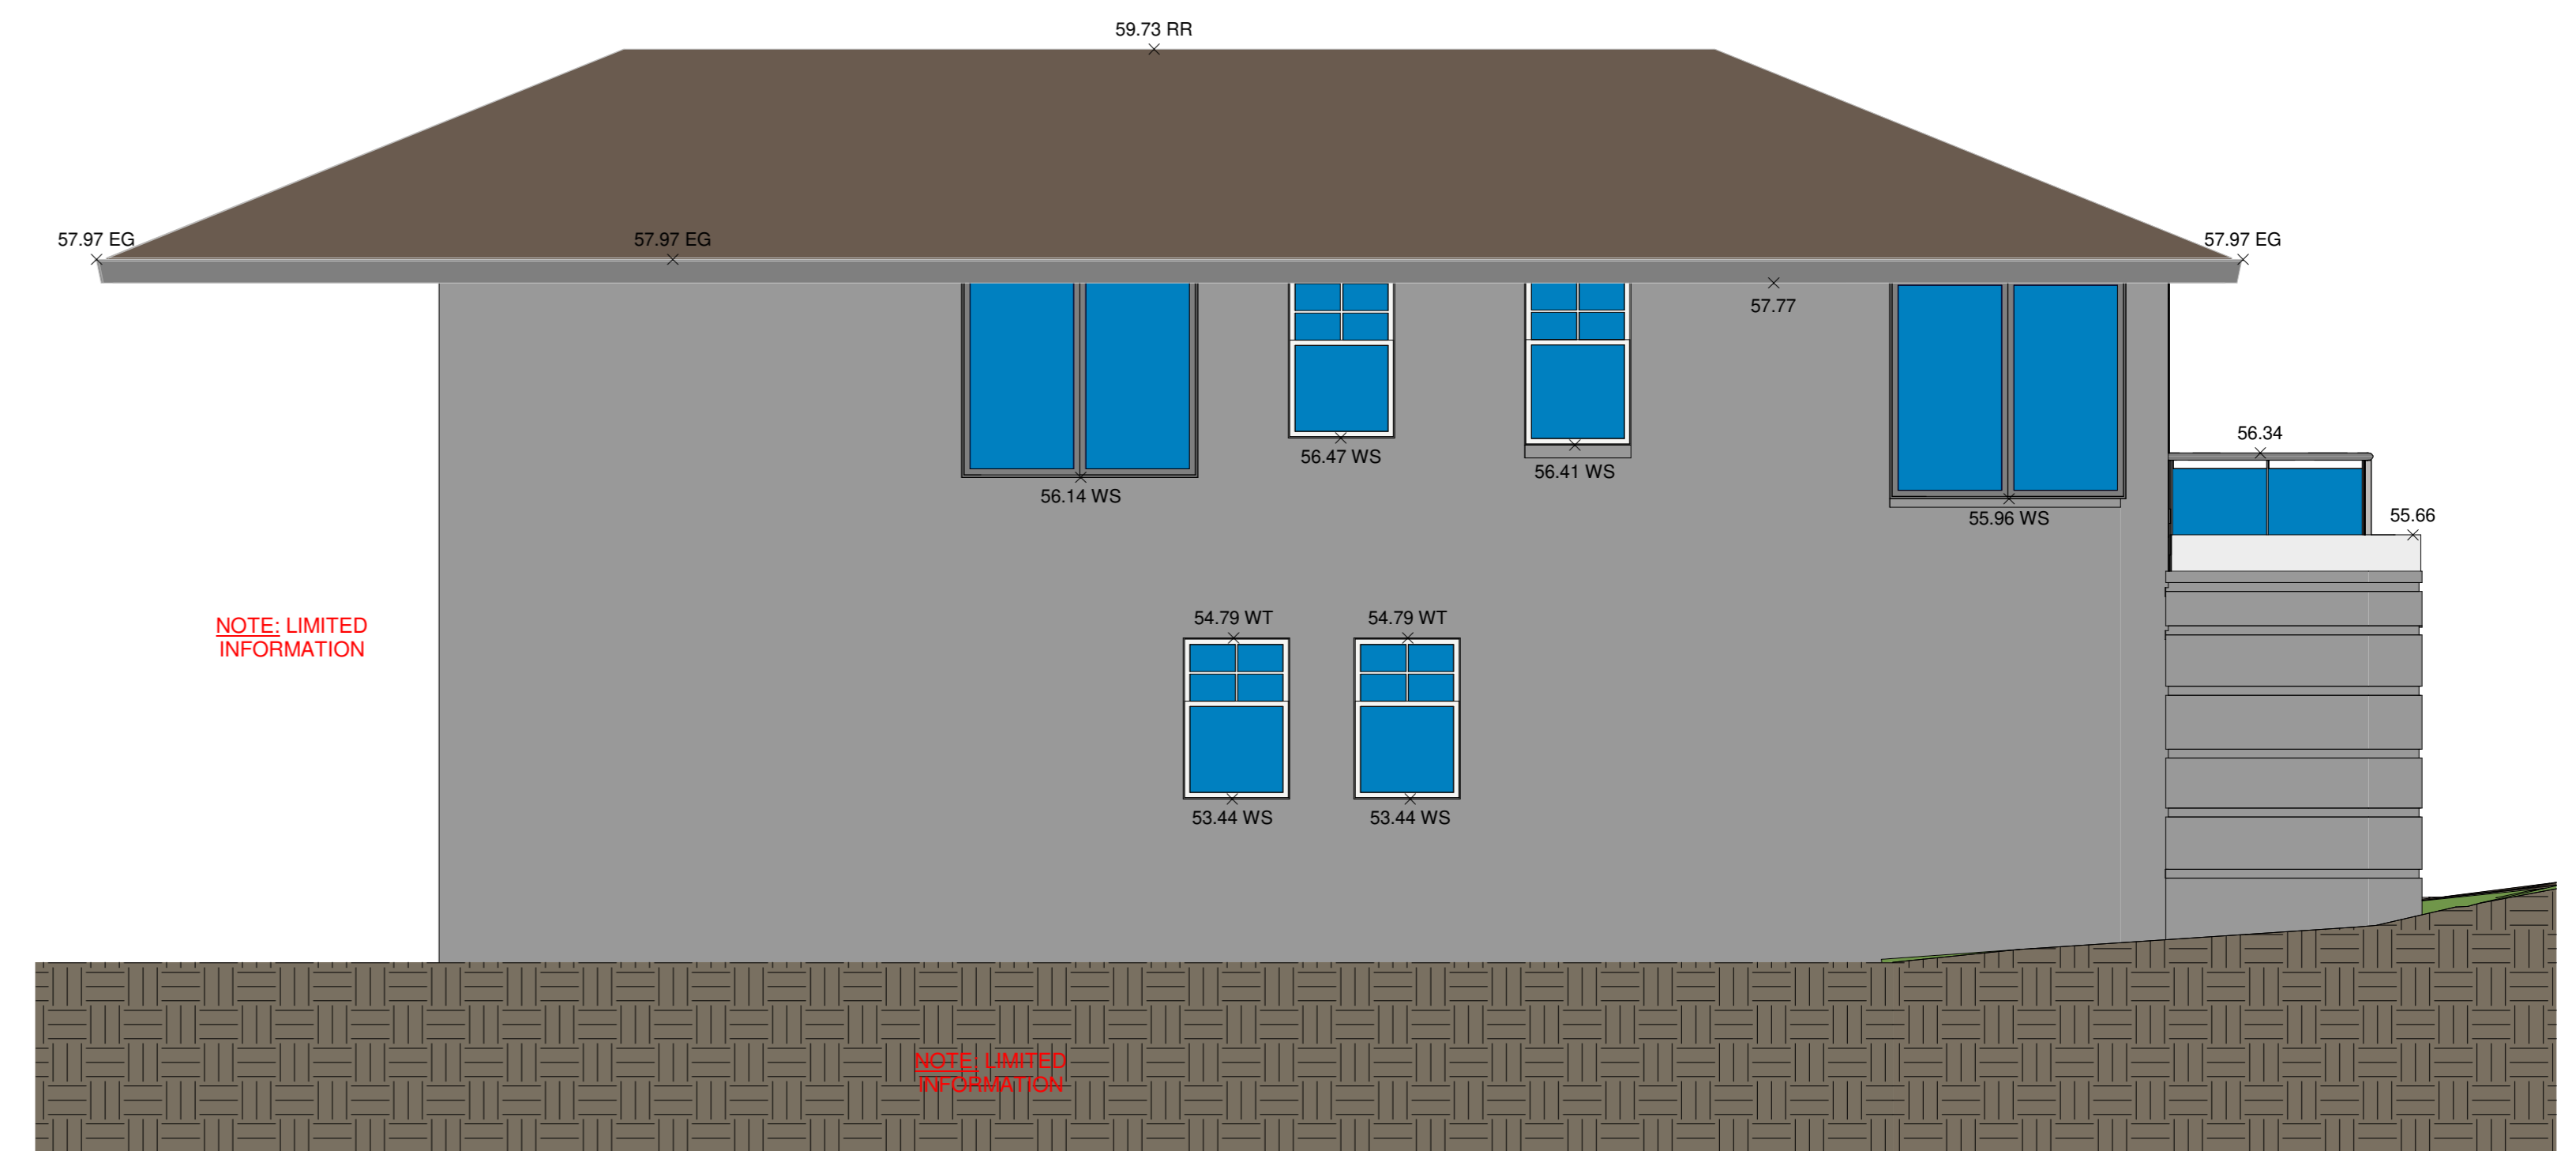 59.73 RR
57.97 EG
57.97 EG
57.97 EG
57.77
56.34
56.47 WS
56.41 WS
56.14 WS
55.96 WS
55.66
54.79 WT
54.79 WT
NOTE: LIMITED
INFORMATION
53.44 WS
53.44 WS
NOTE: LIMITED
INFORMATION